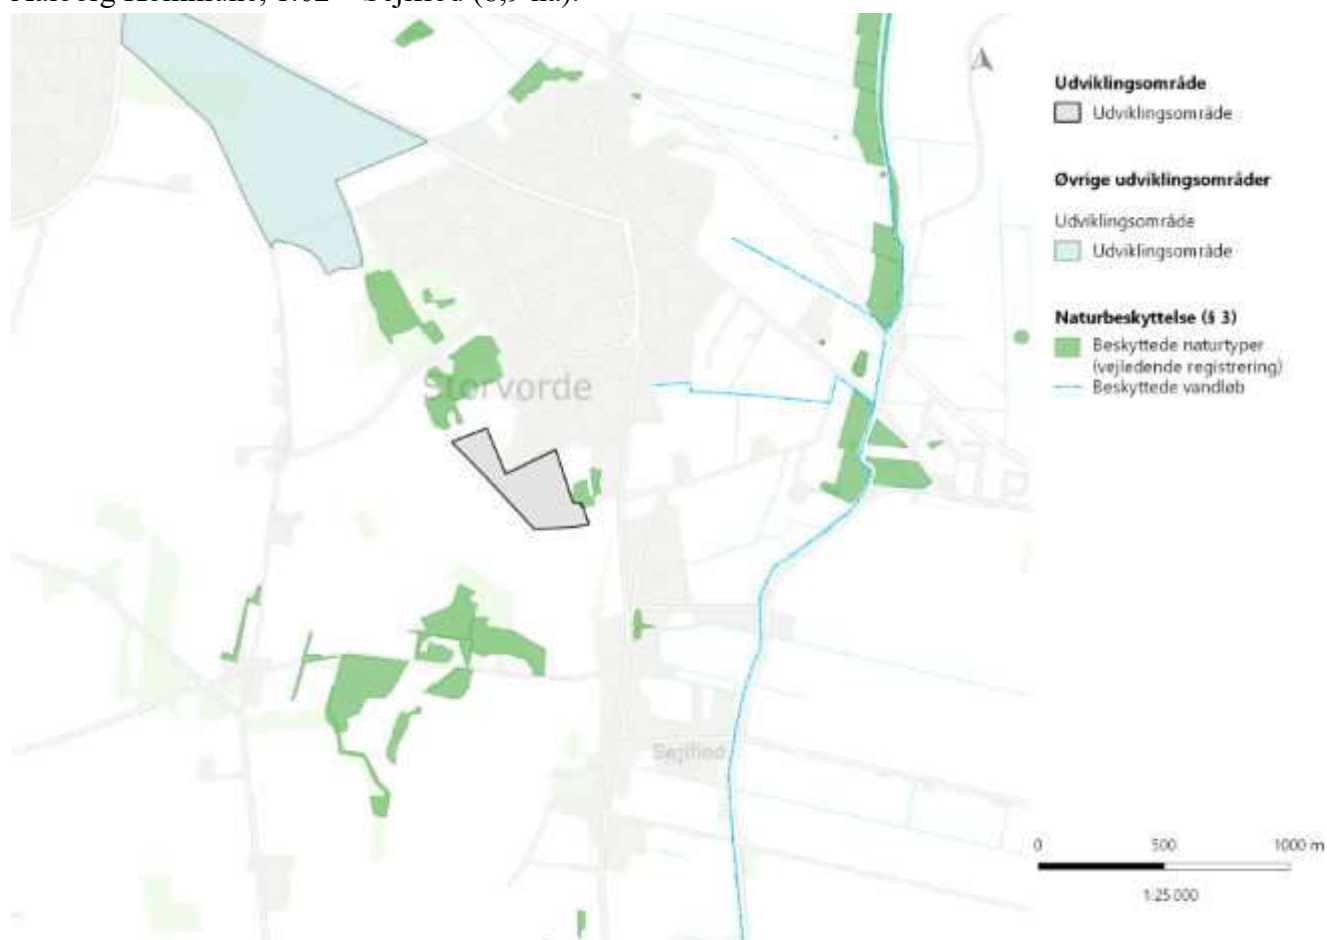 Udviklingsområde
Udviklingsområde
Øvrige udviklingsområder
Udviklingsområde
Udviklingsområde
Naturbeskyttelse (§ 3)
Beskyttede naturtyper
(vejledende registrering)
Beskyttede vandløb
Storvorde
Sejlflod
0 500 1000 m
1:25.000